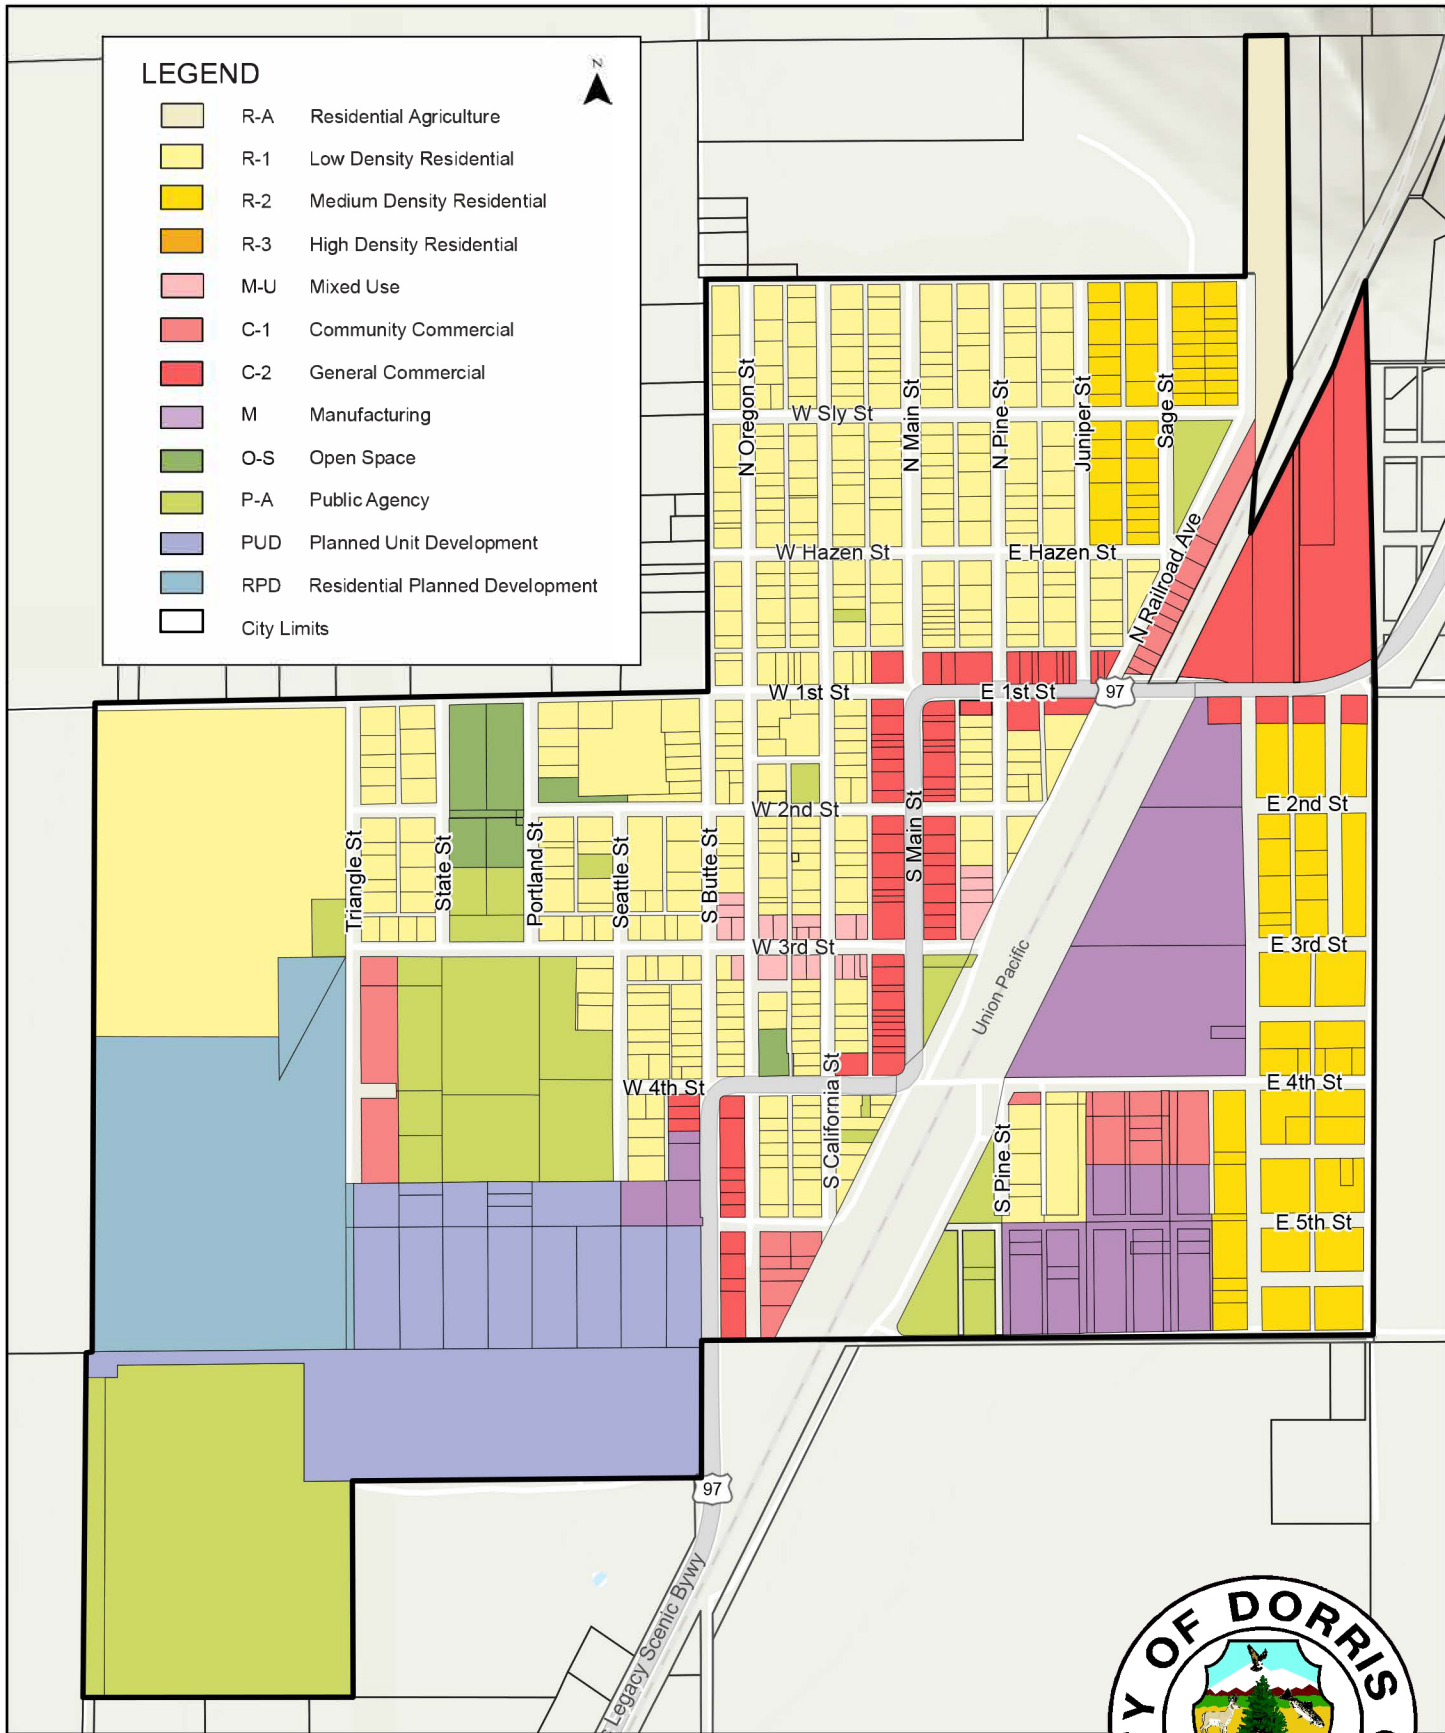 LEGEND
N
R-A Residential Agriculture
R-1 Low Density Residential
R-2 Medium Density Residential
R-3 High Density Residential
M-U Mixed Use
C-1 Community Commercial
C-2 General Commercial
M Manufacturing
O-S Open Space
P-A Public Agency
PUD Planned Unit Development
RPD Residential Planned Development
City Limits
N Oregon St
W Sly St
N Main St
N Pine St
Juniper St
Sage St
W Hazen St
E Hazen St
N Railroad Ave
W 1st St
E 1st St
97
Triangle St
State St
Portland St
Seattle St
S Butte St
W 2nd St
S Main St
E 2nd St
W 3rd St
Union Pacific
E 3rd St
W 4th St
S California St
S Pine St
E 4th St
E 5th St
97
Legacy Scenic Bywy
Y OF DORRIS